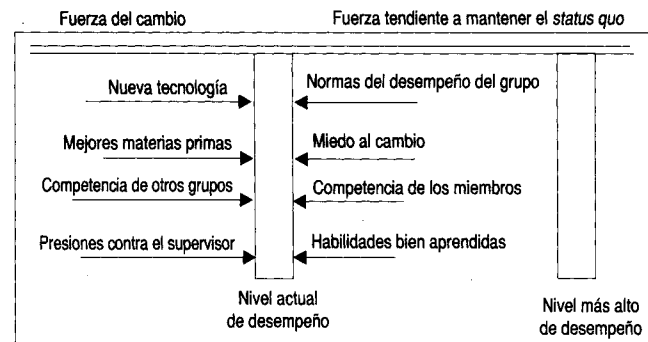 Fuerza del cambio
Fuerza tendiente a mantener el status quo
Nueva tecnología
Normas del desempeño del grupo
Mejores materias primas
Miedo al cambio
Competencia de otros grupos
Competencia de los miembros
Presiones contra el supervisor
Habilidades bien aprendidas
Nivel actual
de desempeño
Nivel más alto
de desempeño